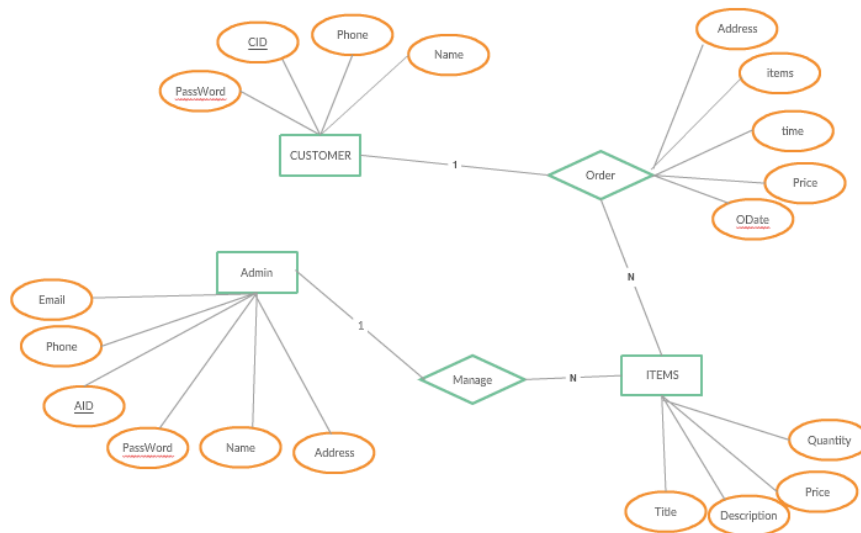 Address
Phone
CID
Name
items
PassWord
time
CUSTOMER
1
Order
Price
ODate
Admin
N
Email
1
Phone
ITEMS
Manage
N
AID
Quantity
PassWord
Name
Address
Price
Title
Description